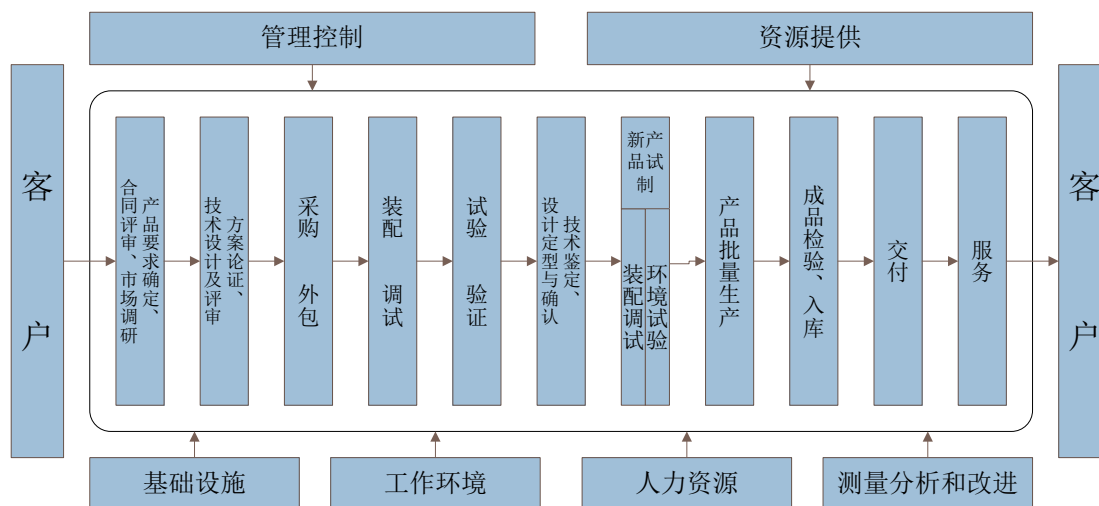 管理控制
资源提供
客户
产品要求确定、
合同评审、市场调研
方案论证、
技术设计及评审
采购 外包
装配 调试
试验 验证
技术鉴定、
设计定型与确认
新产
品试
制
装配调试
环境试验
产品批量生产
成品检验、入库
交付
服务
客户
基础设施
工作环境
人力资源
测量分析和改进